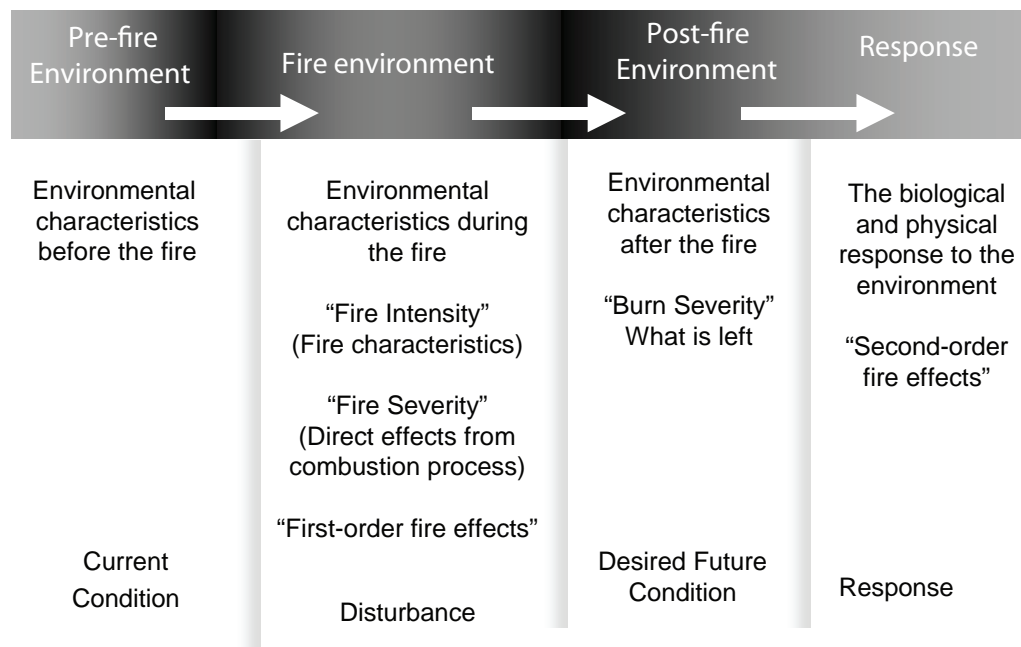 Pre-fire
Environment
Fire environment
Post-fire
Environment
Response
Environmental
characteristics
before the fire
Current
Condition
Environmental
characteristics during
the fire
“Fire Intensity”
(Fire characteristics)
“Fire Severity”
(Direct effects from
combustion process)
“First-order fire effects”
Disturbance
Environmental
characteristics
after the fire
“Burn Severity”
What is left
Desired Future
Condition
The biological
and physical
response to the
environment
“Second-order
fire effects”
Response